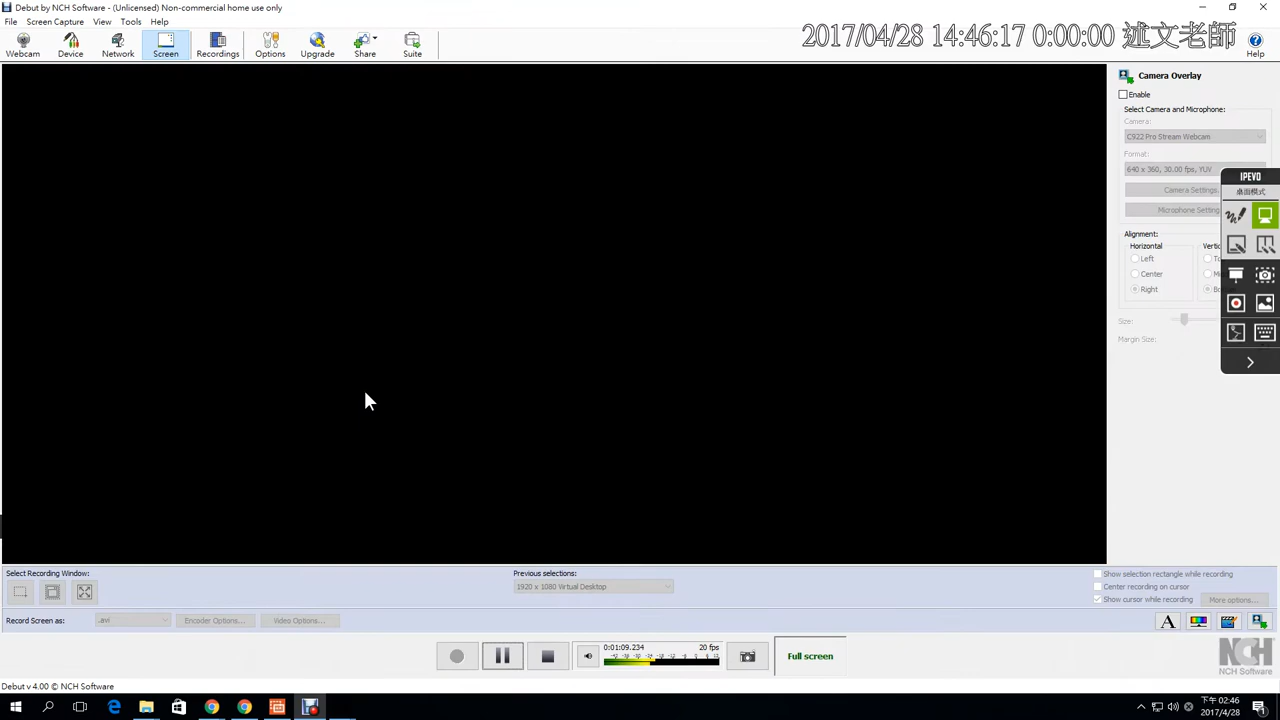 Debut by NCH Software - (Unlicensed) Non-commercial home use only
File Screen Capture View Tools Help
2017/04/28 14:46:17 0:00:00 述文老師
Webcam Device Network Screen Recordings Options Upgrade Share Suite Help
Camera Overlay
Enable
Select Camera and Microphone:
Camera:
C922 Pro Stream Webcam
Format:
640 x 360, 30.00 fps, YUV
Camera Settings.
Microphone Setting
IPEVO
桌面模式
Alignment:
Horizontal Vertic
Left To
Center Mi
Right Bot
Size:
Margin Size:
Select Recording Window:
Previous selections:
1920 x 1080 Virtual Desktop
Show selection rectangle while recording
Center recording on cursor
Show cursor while recording More options...
Record Screen as: .avi Encoder Options... Video Options... A
0:01:09.234 20 fps
Full screen
NCH
NCH Software
Debut v 4.00 © NCH Software
下午 02:46
2017/4/28